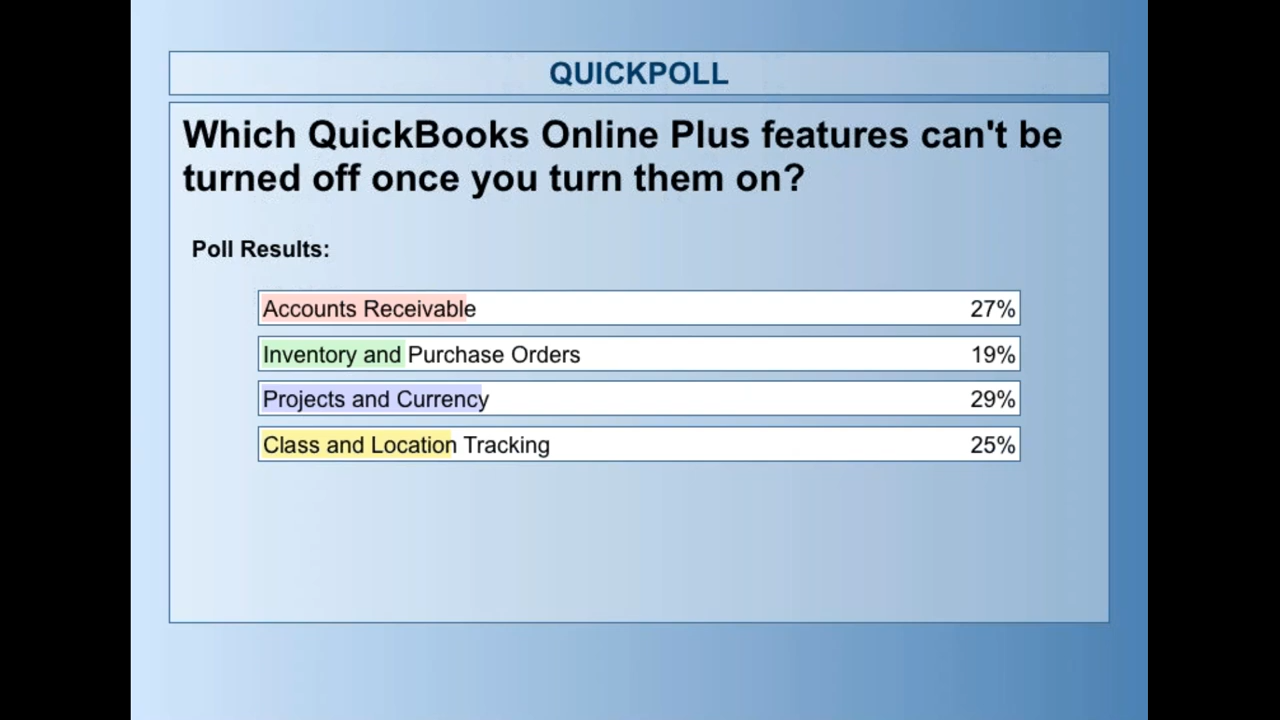 QUICKPOLL
Which QuickBooks Online Plus features can't be
turned off once you turn them on?
Poll Results:
Accounts Receivable 27%
Inventory and Purchase Orders 19%
Projects and Currency 29%
Class and Location Tracking 25%